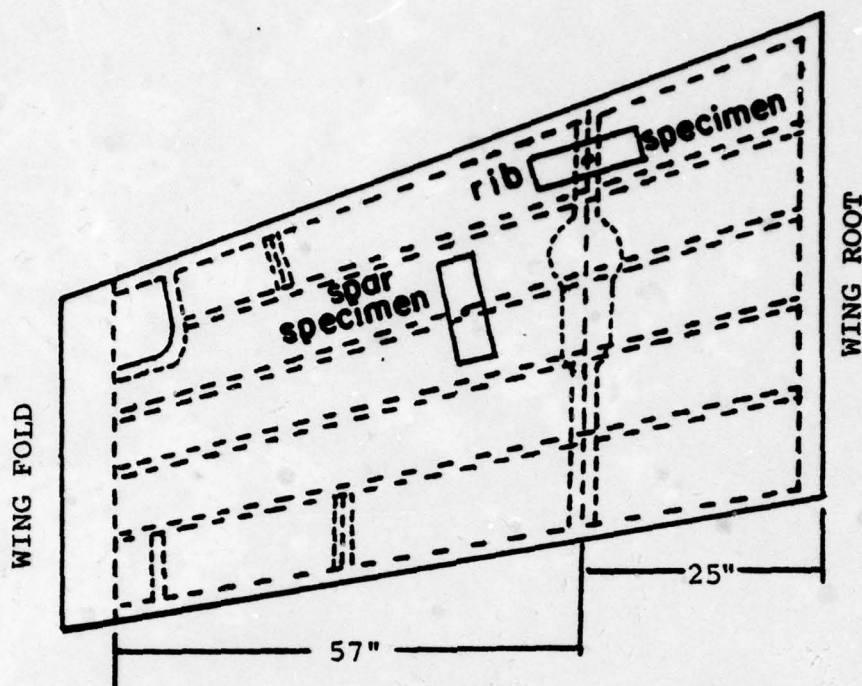 rib specimen
spar
specimen
WING FOLD
WING ROOT
25"
57"